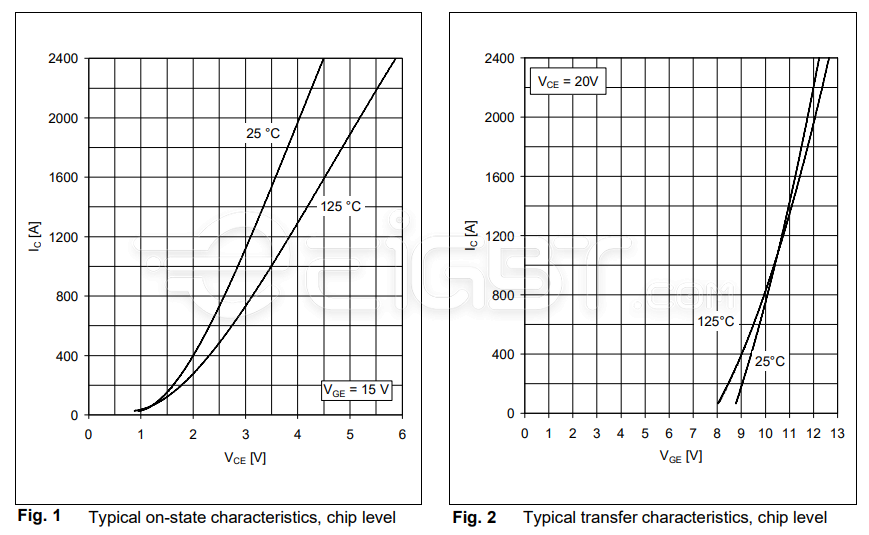 2400
2000
1600
1200
800
400
0
I_C [A]
25 °C
125 °C
V_GE = 15 V
0 1 2 3 4 5 6
V_CE [V]
Fig. 1 Typical on-state characteristics, chip level
2400
2000
1600
1200
800
400
0
I_C [A]
V_CE = 20V
125°C
25°C
0 1 2 3 4 5 6 7 8 9 10 11 12 13
V_GE [V]
Fig. 2 Typical transfer characteristics, chip level